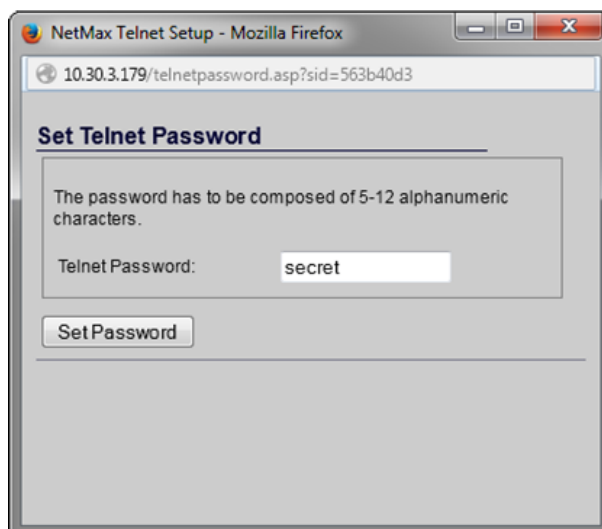 NetMax Telnet Setup - Mozilla Firefox
10.30.3.179/telnetpassword.asp?sid=563b40d3
Set Telnet Password
The password has to be composed of 5-12 alphanumeric
characters.
Telnet Password: secret
Set Password